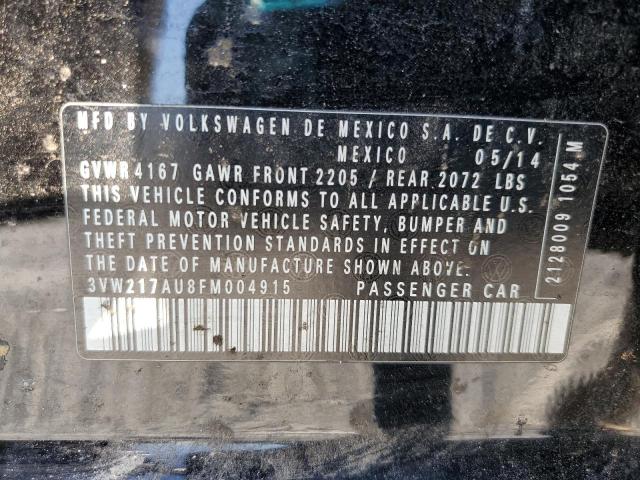 MFD BY VOLKSWAGEN DE MEXICO S.A. DE C.V.
MEXICO 05/14
GVWR 4167 GAWR FRONT 2205 / REAR 2072 LBS
THIS VEHICLE CONFORMS TO ALL APPLICABLE U.S.
FEDERAL MOTOR VEHICLE SAFETY, BUMPER AND
THEFT PREVENTION STANDARDS IN EFFECT ON
THE DATE OF MANUFACTURE SHOWN ABOVE.
3VW217AU8FM004915 PASSENGER CAR
2128009 1054 M